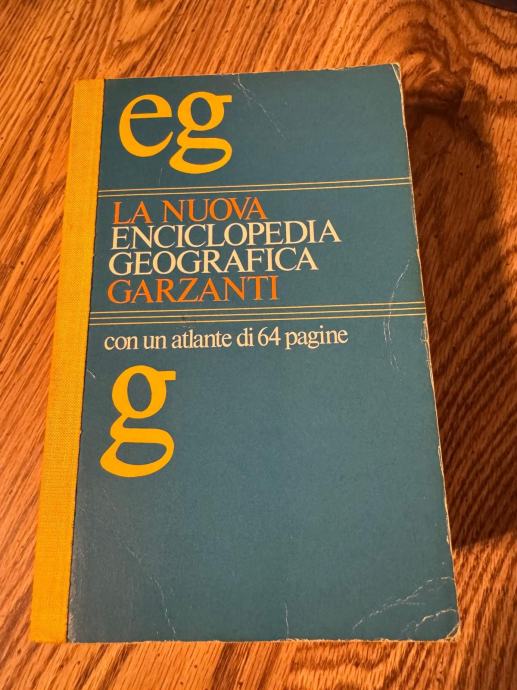 eg
LA NUOVA
ENCICLOPEDIA
GEOGRAFICA
GARZANTI
con un atlante di 64 pagine
g